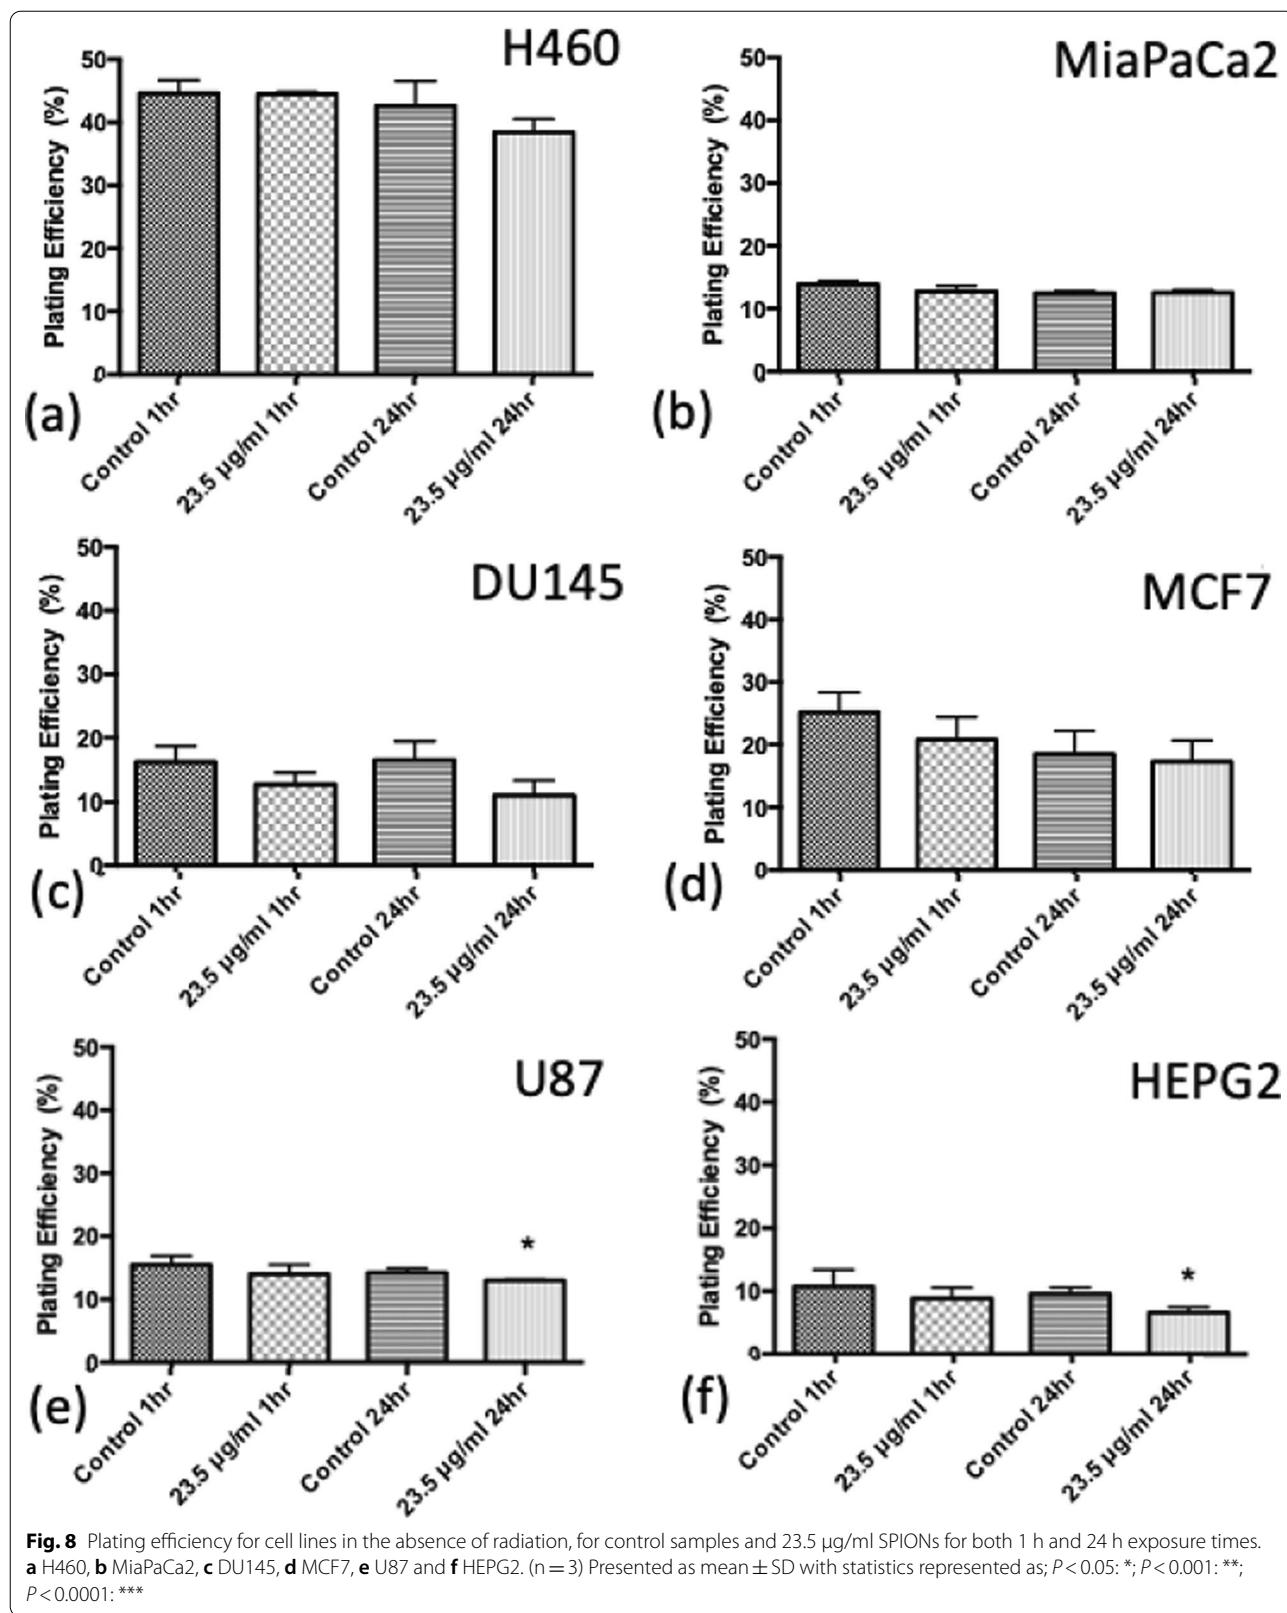 H460
Plating Efficiency (%)
50
40
30
20
10
0
(a)
Control 1hr
23.5 µg/ml 1hr
Control 24hr
23.5 µg/ml 24hr
MiaPaCa2
Plating Efficiency (%)
50
40
30
20
10
0
(b)
Control 1hr
23.5 µg/ml 1hr
Control 24hr
23.5 µg/ml 24hr
DU145
Plating Efficiency (%)
50
40
30
20
10
0
(c)
Control 1hr
23.5 µg/ml 1hr
Control 24hr
23.5 µg/ml 24hr
MCF7
Plating Efficiency (%)
50
40
30
20
10
0
(d)
Control 1hr
23.5 µg/ml 1hr
Control 24hr
23.5 µg/ml 24hr
U87
Plating Efficiency (%)
50
40
30
20
10
0
*
(e)
Control 1hr
23.5 µg/ml 1hr
Control 24hr
23.5 µg/ml 24hr
HEPG2
Plating Efficiency (%)
50
40
30
20
10
0
*
(f)
Control 1hr
23.5 µg/ml 1hr
Control 24hr
23.5 µg/ml 24hr
Fig. 8 Plating efficiency for cell lines in the absence of radiation, for control samples and 23.5 µg/ml SPIONs for both 1 h and 24 h exposure times.
a H460, b MiaPaCa2, c DU145, d MCF7, e U87 and f HEPG2. (n = 3) Presented as mean ± SD with statistics represented as; P < 0.05: *; P < 0.001: **;
P < 0.0001: ***